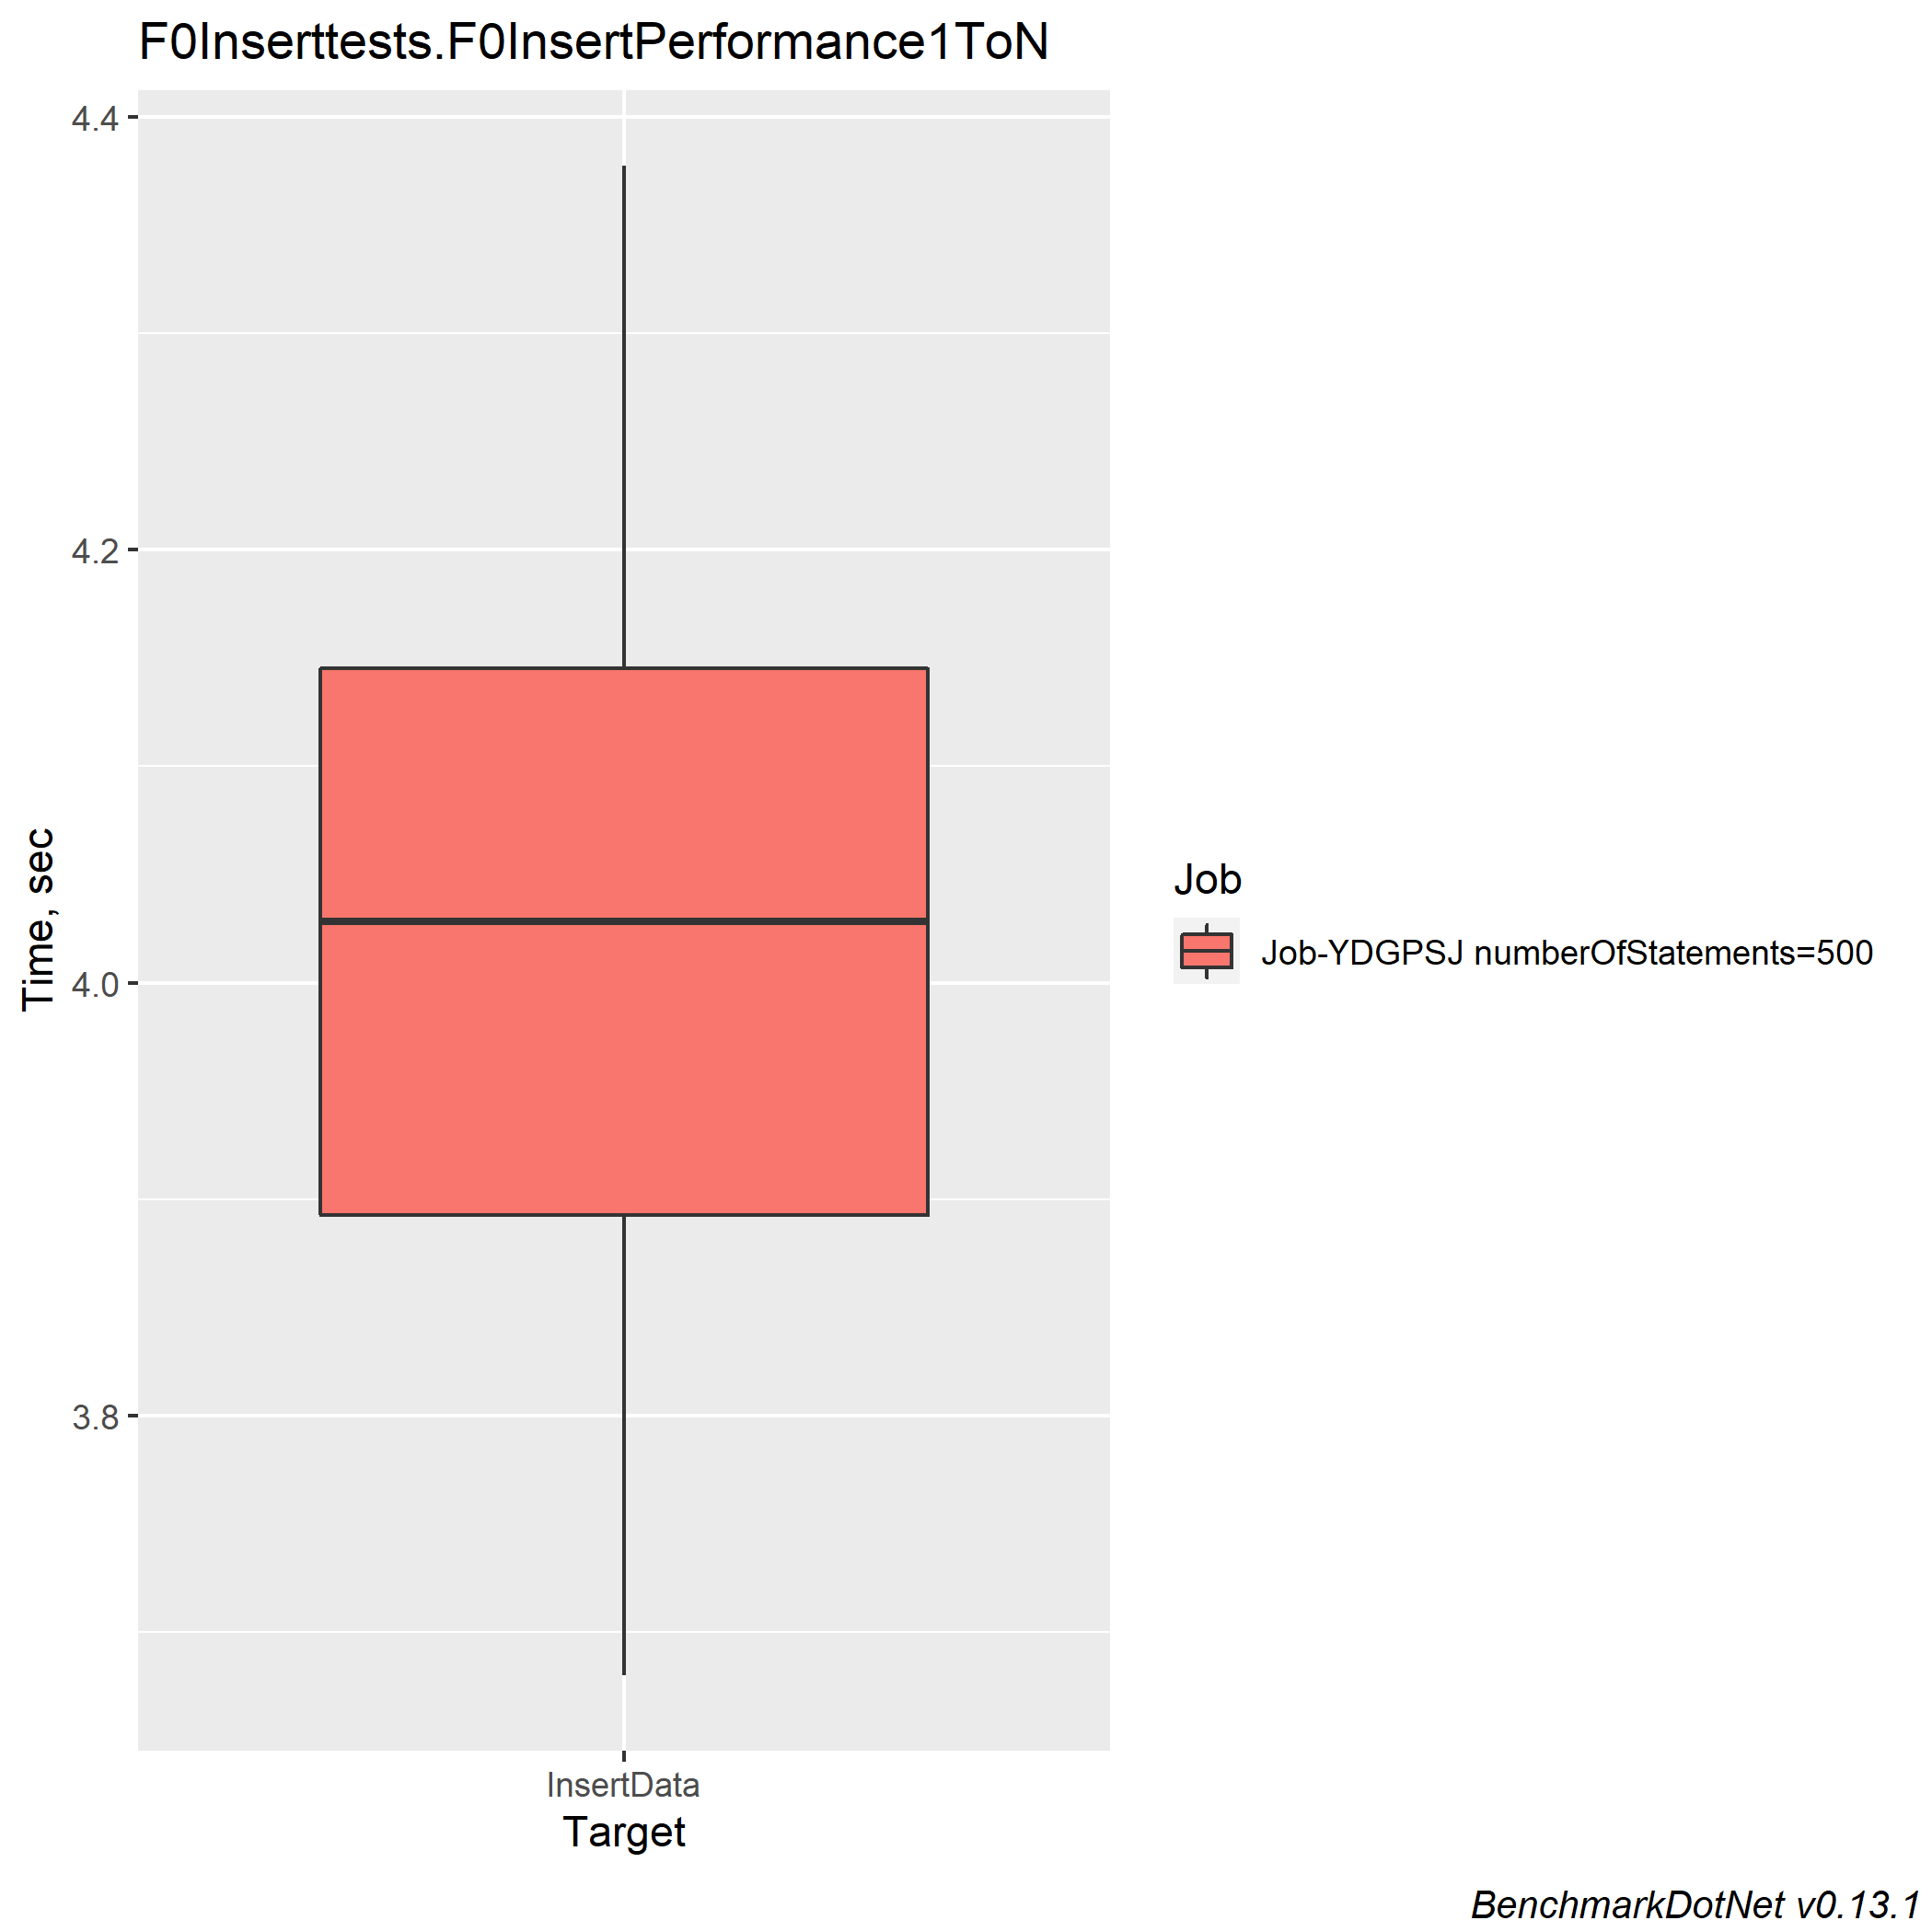 F0Inserttests.F0InsertPerformance1ToN
4.4
4.2
4.0
3.8
Time, sec
InsertData
Target
Job
Job-YDGPSJ numberOfStatements=500
BenchmarkDotNet v0.13.1